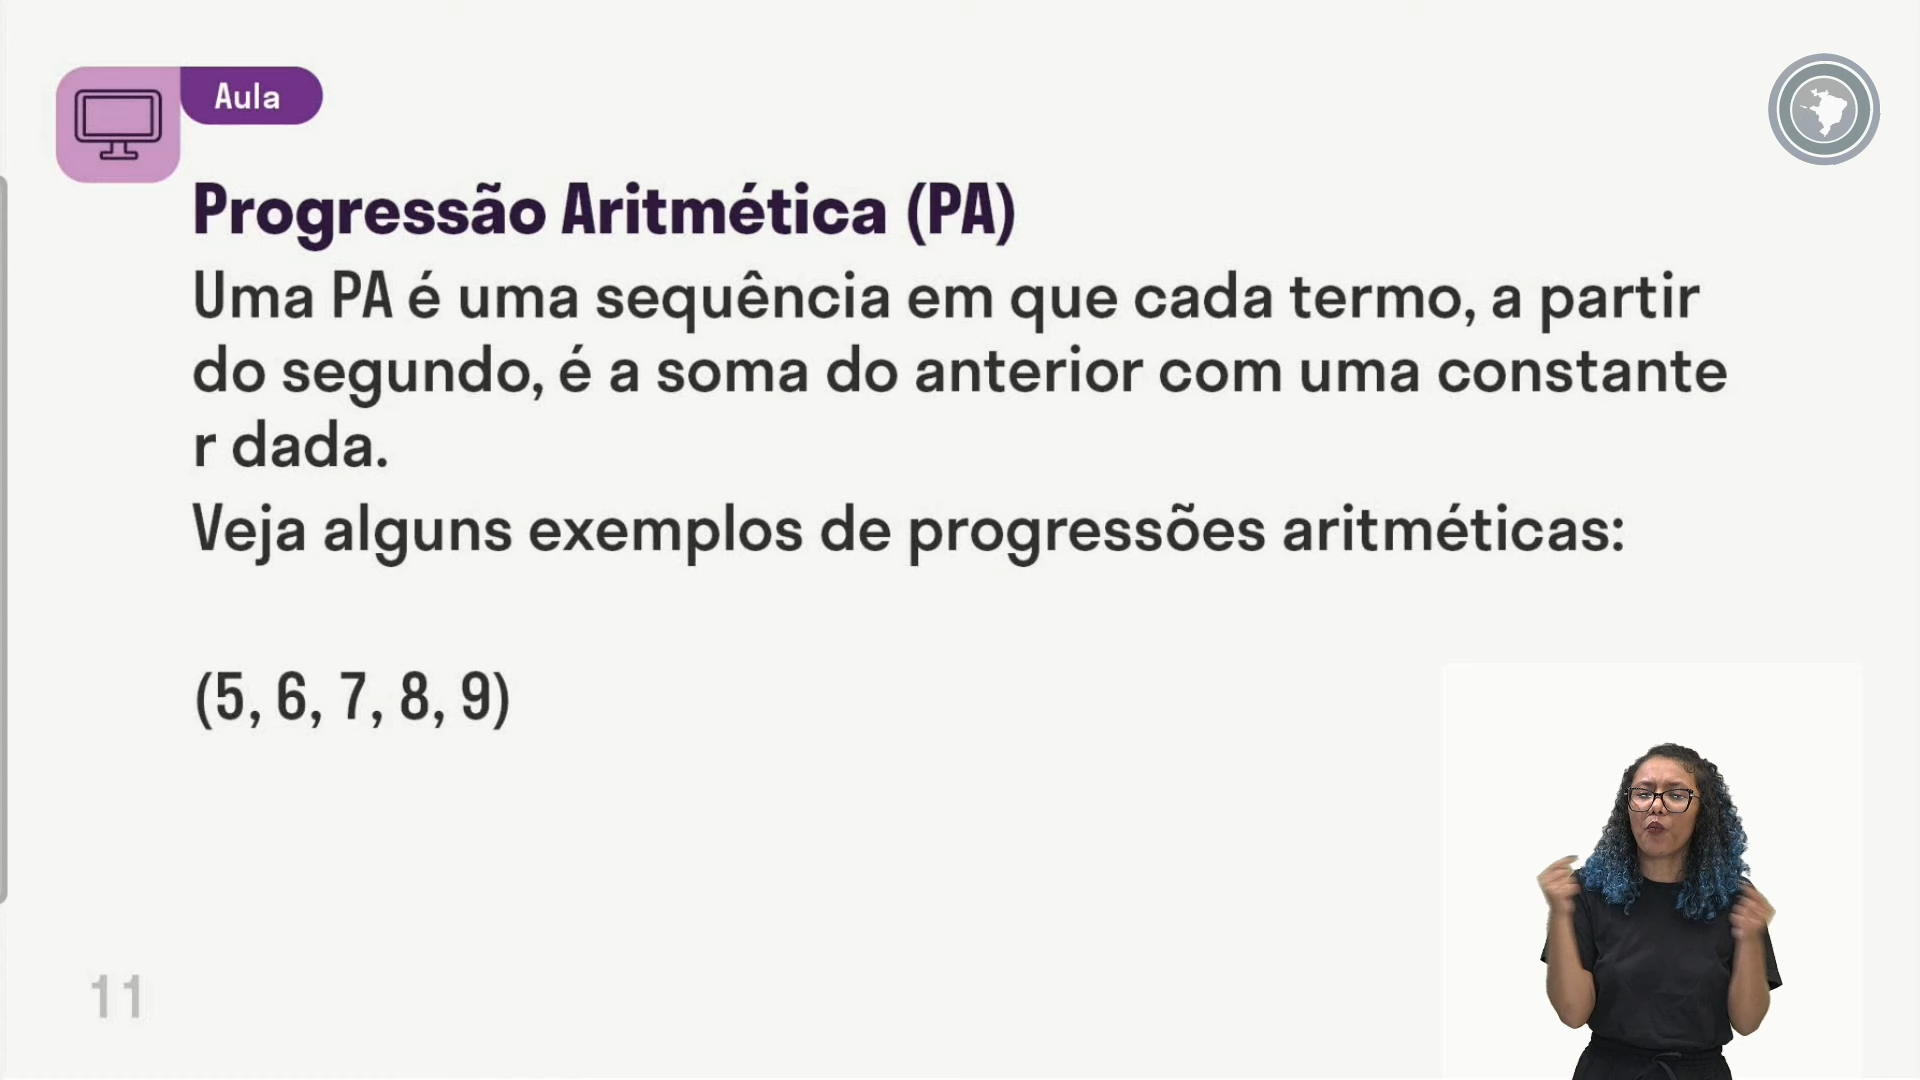 Aula
Progressão Aritmética (PA)
Uma PA é uma sequência em que cada termo, a partir
do segundo, é a soma do anterior com uma constante
r dada.
Veja alguns exemplos de progressões aritméticas:
(5, 6, 7, 8, 9)
11